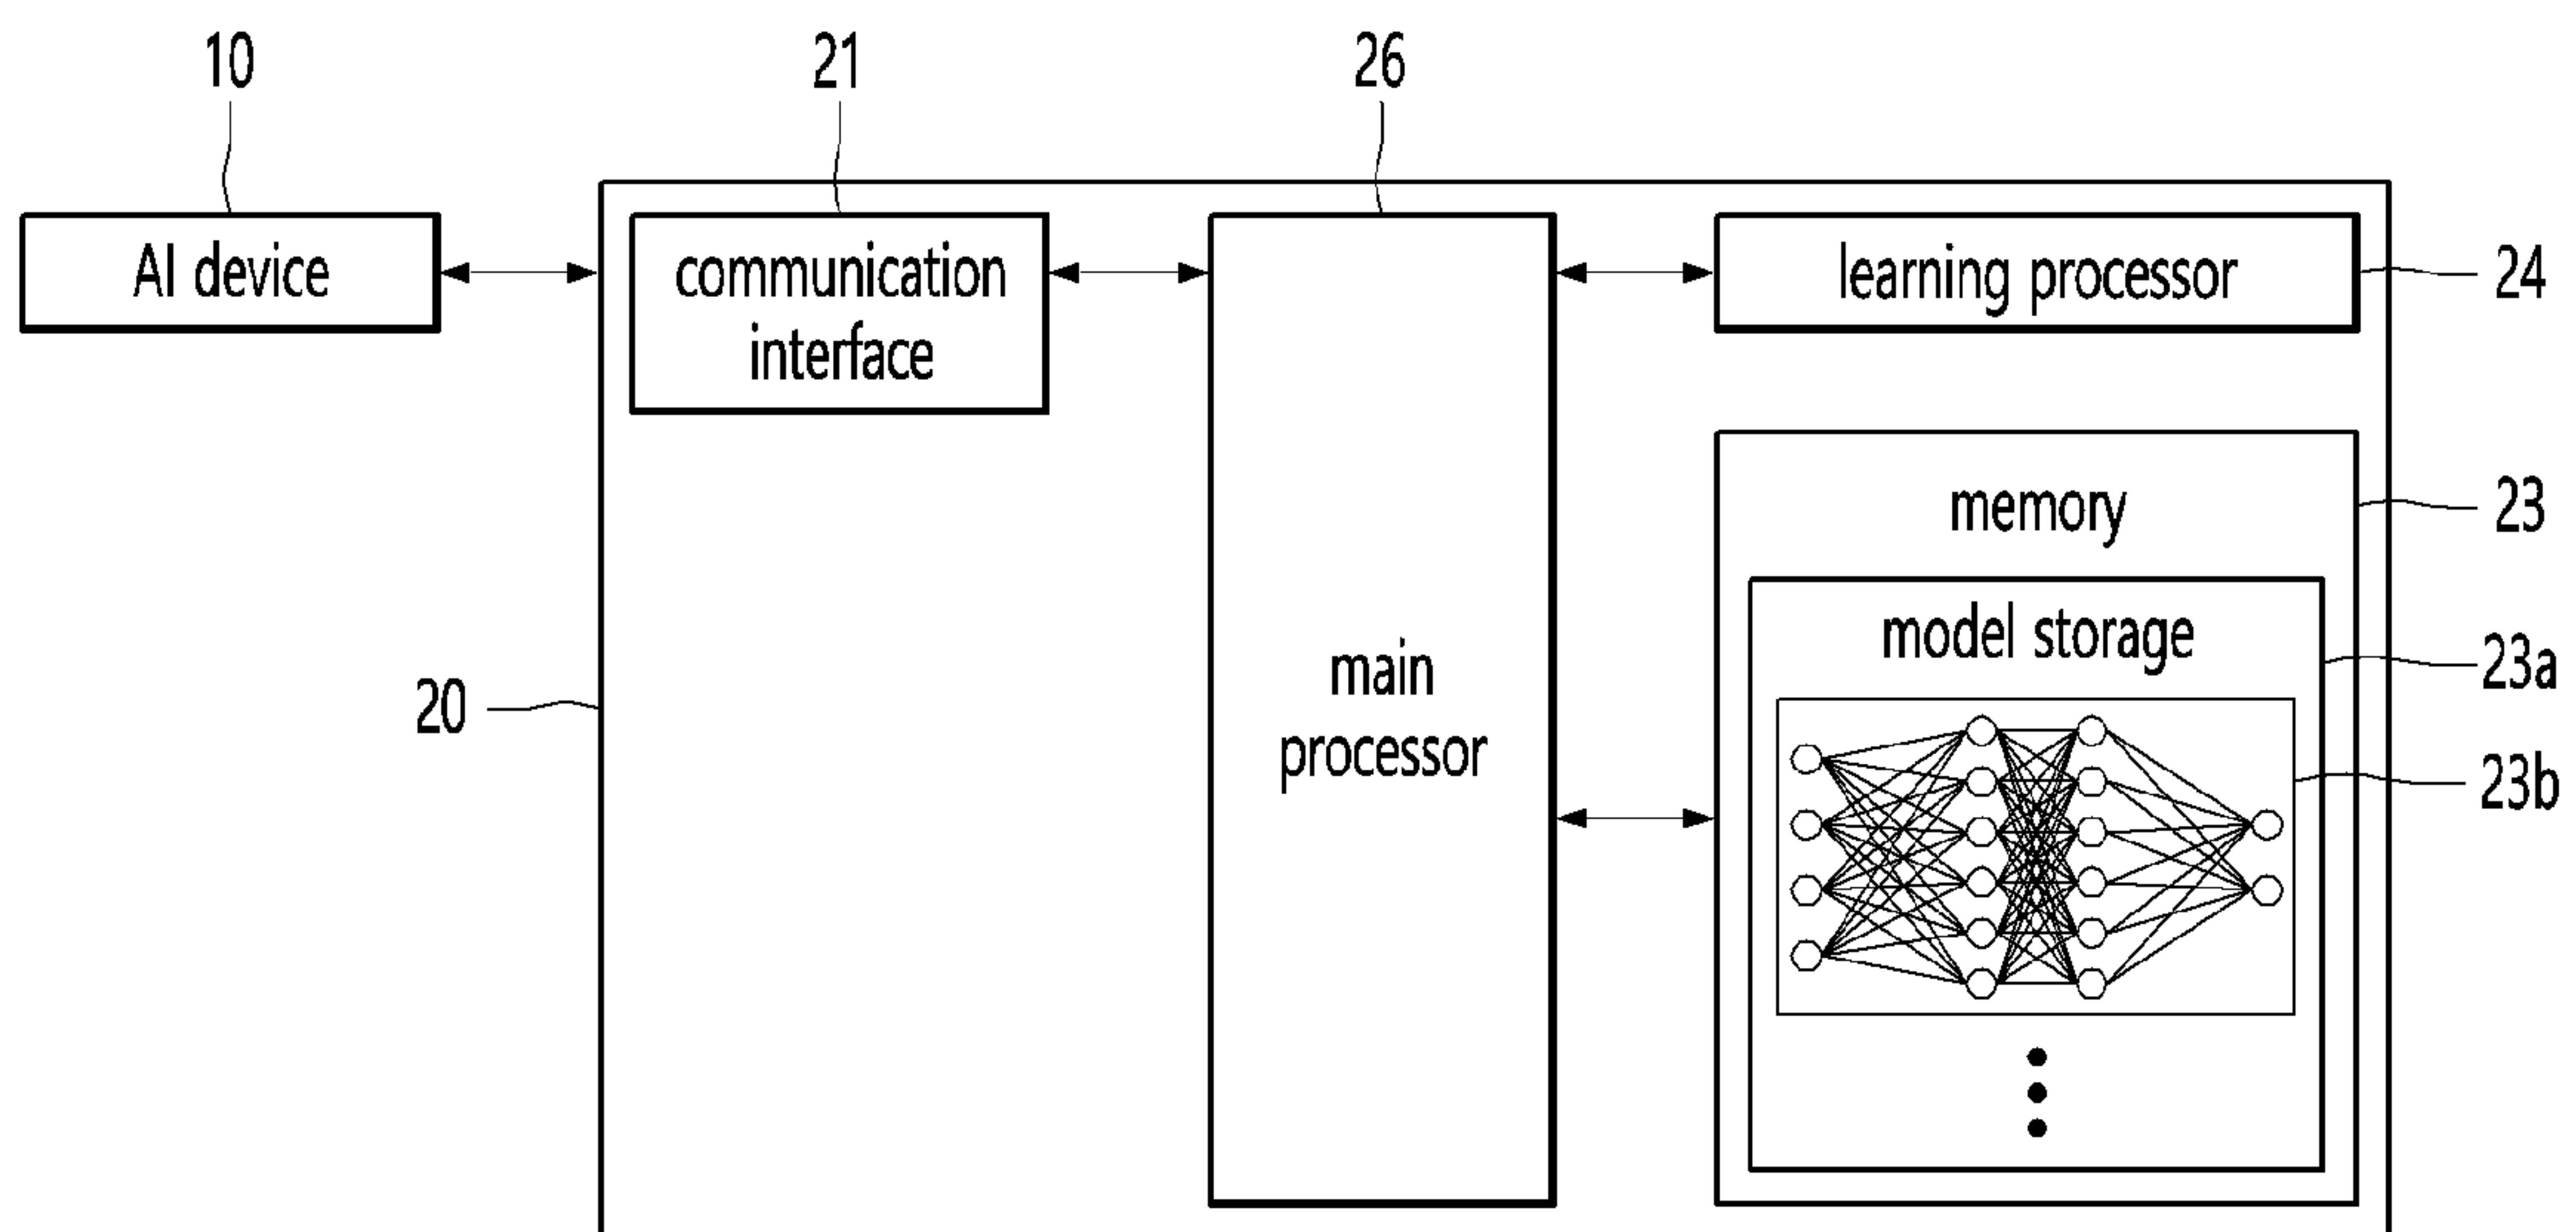 10
21
26
AI device
communication
interface
learning processor
24
memory
23
model storage
23a
main
processor
20
23b